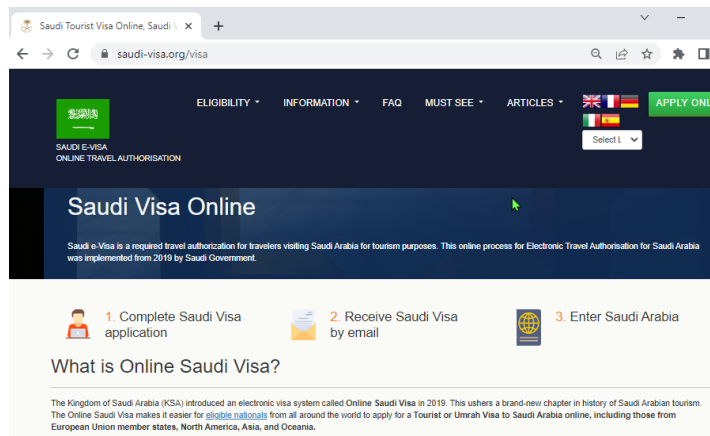 Saudi Tourist Visa Online, Saudi
saudi-visa.org/visa
ELIGIBILITY INFORMATION FAQ MUST SEE ARTICLES APPLY ONL
Select L
SAUDI E-VISA
ONLINE TRAVEL AUTHORISATION
Saudi Visa Online
Saudi e-Visa is a required travel authorization for travelers visiting Saudi Arabia for tourism purposes. This online process for Electronic Travel Authorisation for Saudi Arabia
was implemented from 2019 by Saudi Government.
1. Complete Saudi Visa
application
2. Receive Saudi Visa
by email
3. Enter Saudi Arabia
What is Online Saudi Visa?
The Kingdom of Saudi Arabia (KSA) introduced an electronic visa system called Online Saudi Visa in 2019. This ushers a brand-new chapter in history of Saudi Arabian tourism.
The Online Saudi Visa makes it easier for eligible nationals from all around the world to apply for a Tourist or Umrah Visa to Saudi Arabia online, including those from
European Union member states, North America, Asia, and Oceania.